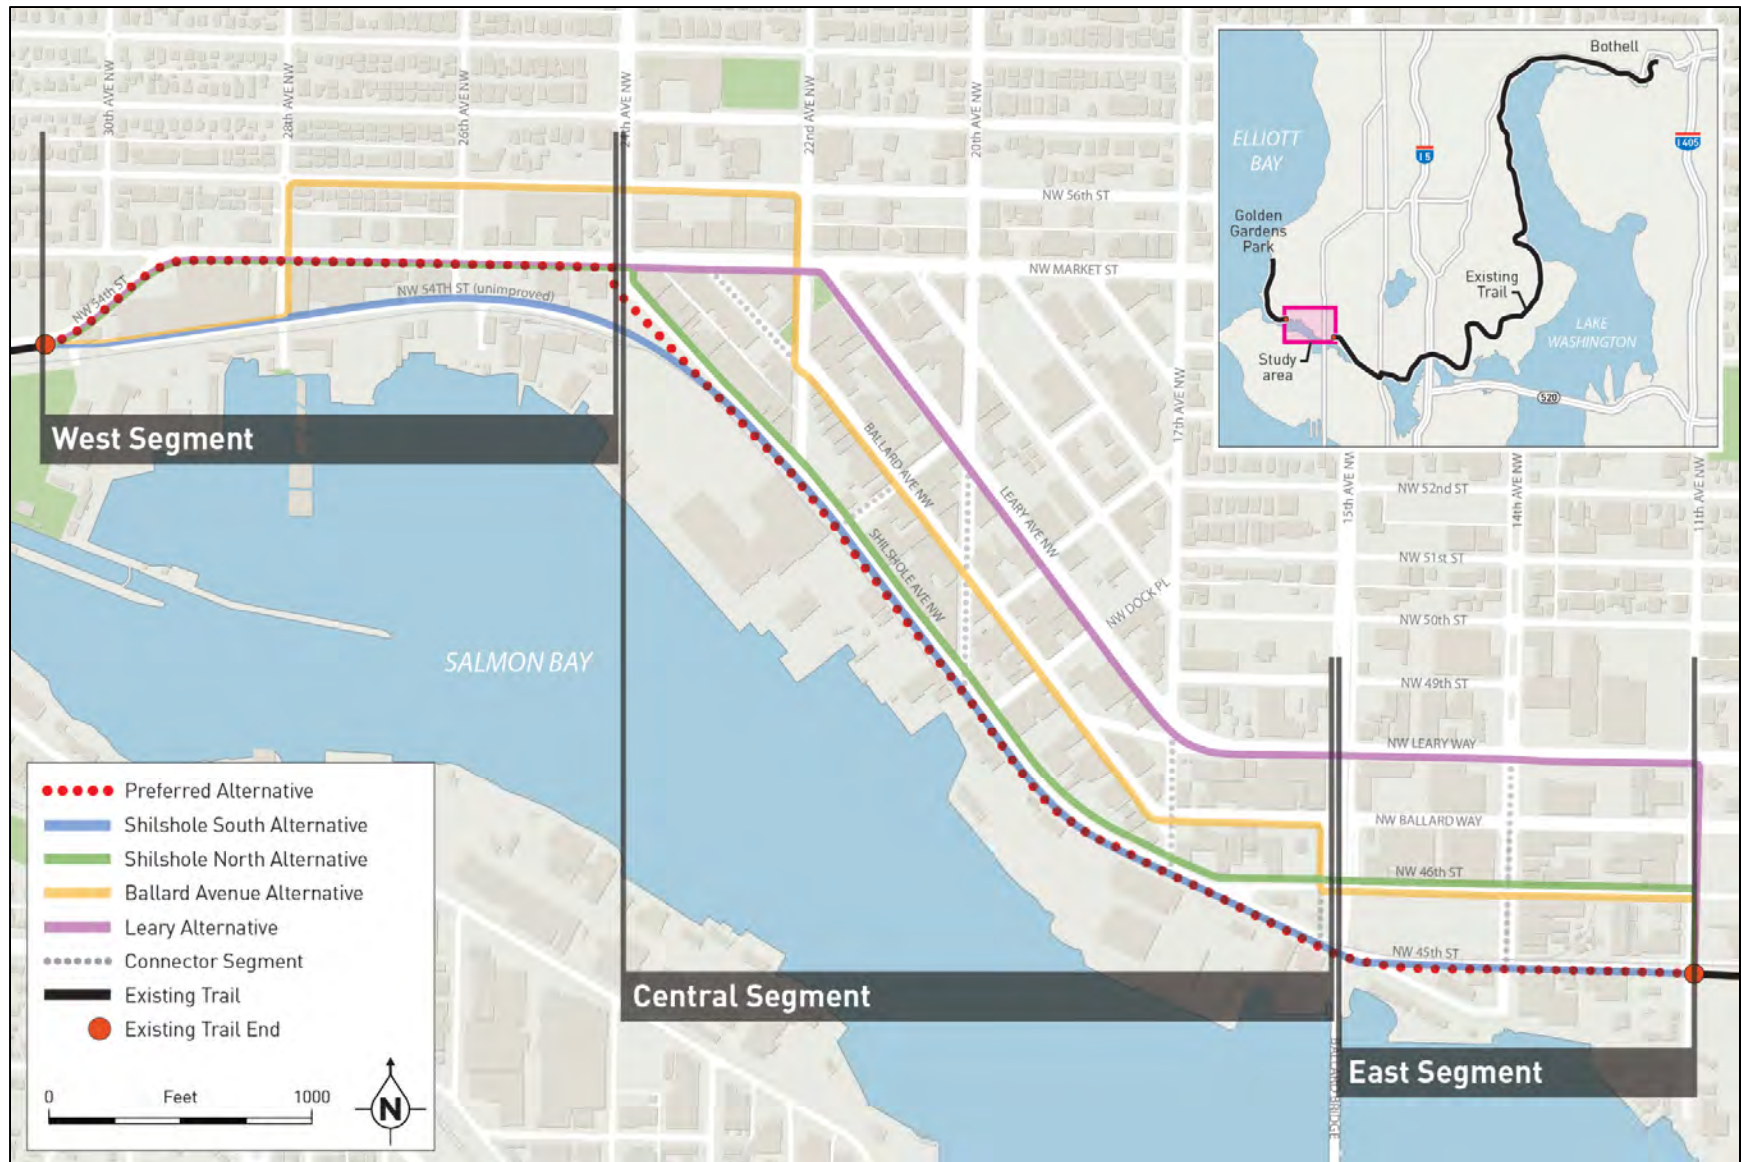 30th AVE NW
28th AVE NW
26th AVE NW
24th AVE NW
22nd AVE NW
20th AVE NW
NW 56th ST
NW MARKET ST
NW 54th ST
NW 54TH ST (unimproved)
17th AVE NW
15th AVE NW
14th AVE NW
11th AVE NW
BALLARD AVE NW
LEARY AVE NW
SHILSHOLE AVE NW
NW DOCK PL
NW 52nd ST
NW 51st ST
NW 50th ST
NW 49th ST
NW LEARY WAY
NW BALLARD WAY
NW 46th ST
NW 45th ST
BALLARD BRIDGE
West Segment
Central Segment
East Segment
SALMON BAY
Bothell
ELLIOTT
BAY
I 5
I 405
Golden
Gardens
Park
Existing
Trail
LAKE
WASHINGTON
Study
area
520
Preferred Alternative
Shilshole South Alternative
Shilshole North Alternative
Ballard Avenue Alternative
Leary Alternative
Connector Segment
Existing Trail
Existing Trail End
0 Feet 1000
N